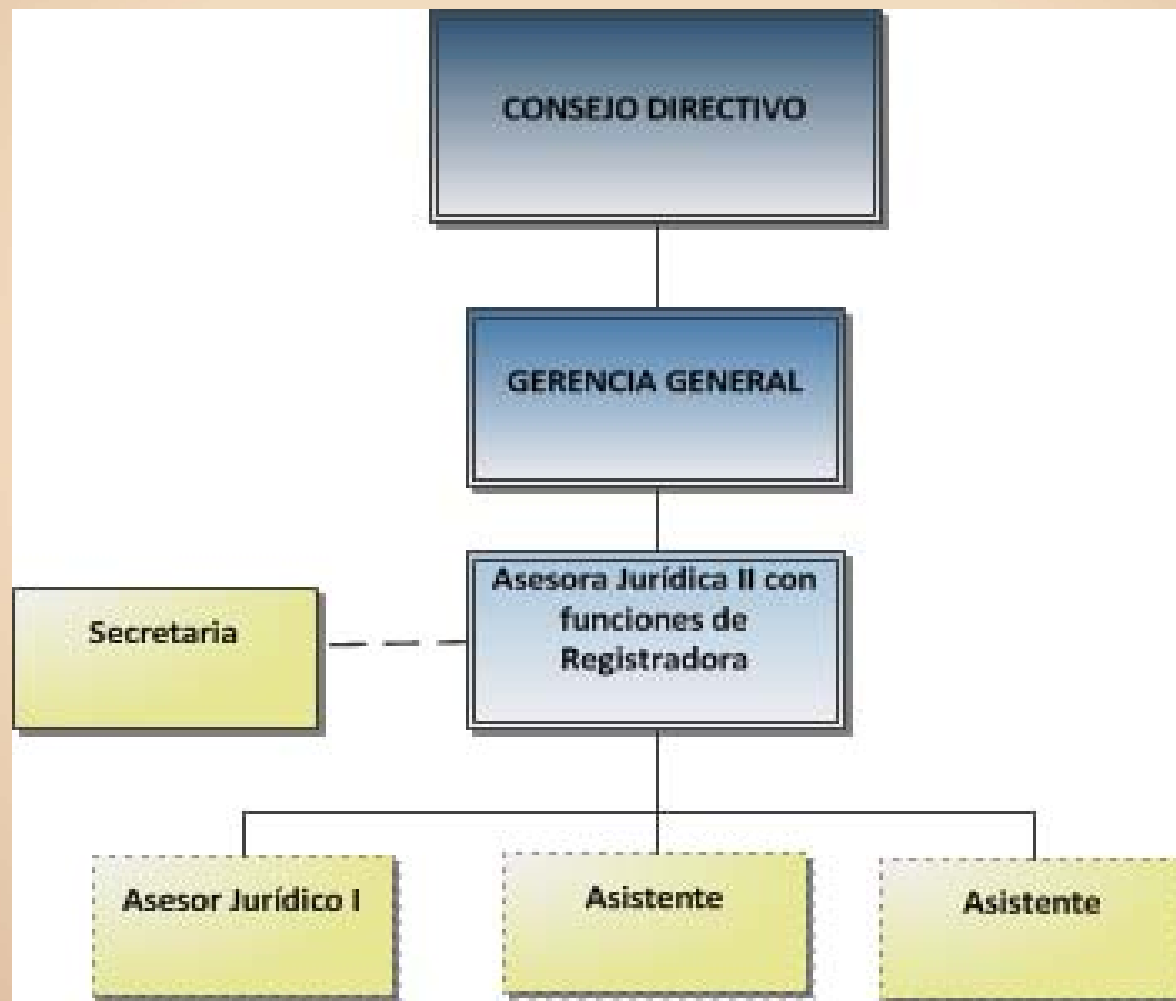 CONSEJO DIRECTIVO
GERENCIA GENERAL
Asesora Jurídica II con
funciones de
Registradora
Secretaria
Asesor Jurídico I
Asistente
Asistente